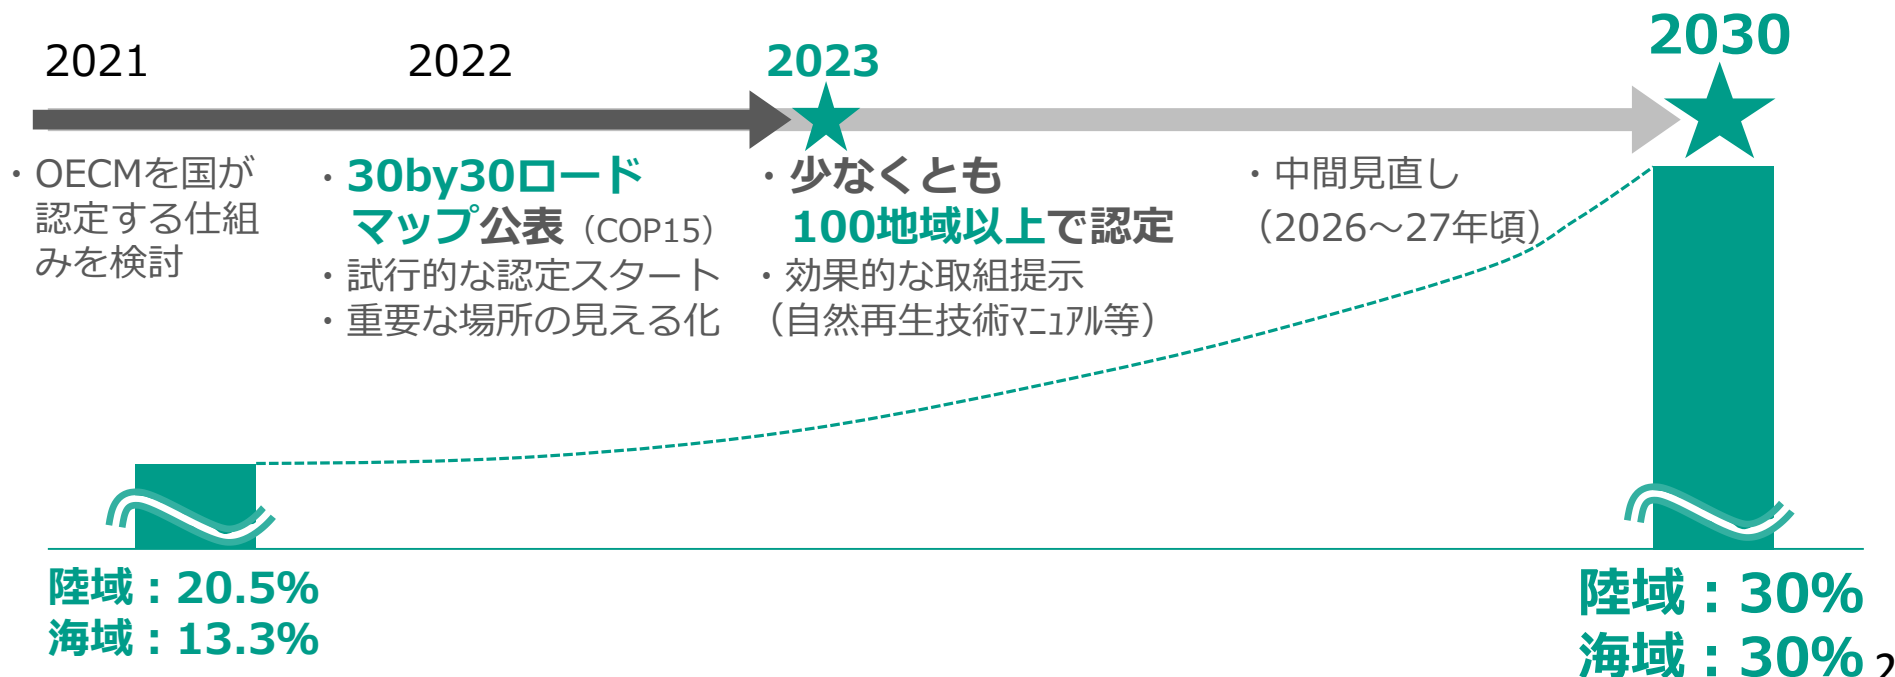 2021
2022
2023
2030
・OECMを国が
認定する仕組
みを検討
・30by30ロード
マップ公表（COP15）
・試行的な認定スタート
・重要な場所の見える化
・少なくとも
100地域以上で認定
・効果的な取組提示
（自然再生技術ﾏﾆｭｱﾙ等）
・中間見直し
（2026～27年頃）
陸域：20.5%
海域：13.3%
陸域：30%
海域：30%
2